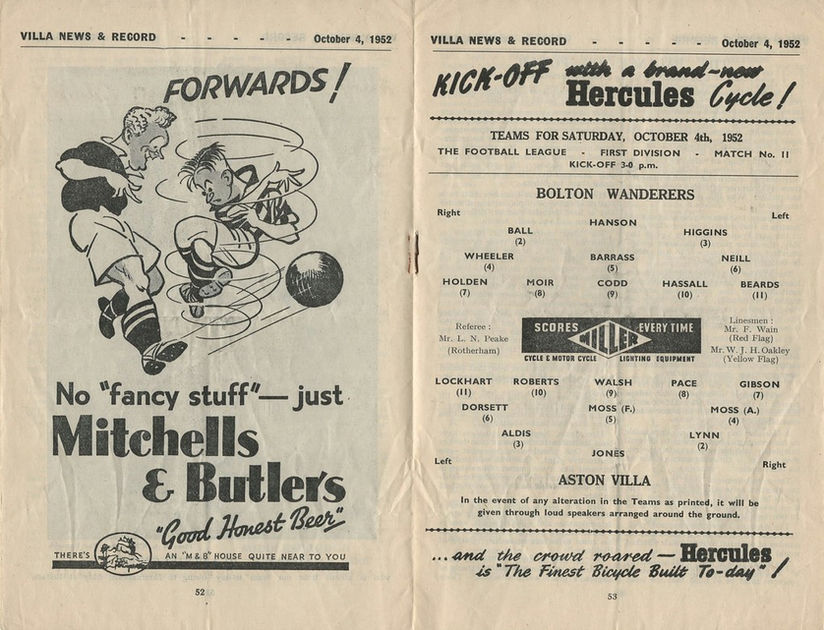 VILLA NEWS & RECORD - - - - October 4, 1952
FORWARDS!
No "fancy stuff"— just
Mitchells
& Butler's
"Good Honest Beer"
THERE'S AN "M & B" HOUSE QUITE NEAR TO YOU
52
VILLA NEWS & RECORD - - - - - October 4, 1952
KICK-OFF with a brand-new
Hercules Cycle!
TEAMS FOR SATURDAY, OCTOBER 4th, 1952
THE FOOTBALL LEAGUE - FIRST DIVISION - MATCH No. 11
KICK-OFF 3-0 p.m.
BOLTON WANDERERS
Right Left
HANSON
BALL HIGGINS
(2) (3)
WHEELER BARRASS NEILL
(4) (5) (6)
HOLDEN MOIR CODD HASSALL BEARDS
(7) (8) (9) (10) (11)
Referee :
Mr. L. N. Peake
(Rotherham)
SCORES MILLER EVERY TIME
CYCLE & MOTOR CYCLE LIGHTING EQUIPMENT
Linesmen :
Mr. F. Wain
(Red Flag)
Mr. W. J. H. Oakley
(Yellow Flag)
LOCKHART ROBERTS WALSH PACE GIBSON
(11) (10) (9) (8) (7)
DORSETT MOSS (F.) MOSS (A.)
(6) (5) (4)
ALDIS LYNN
(3) (2)
JONES
Left Right
ASTON VILLA
In the event of any alteration in the Teams as printed, it will be
given through loud speakers arranged around the ground.
...and the crowd roared — Hercules
is "The Finest Bicycle Built To-day" !
53